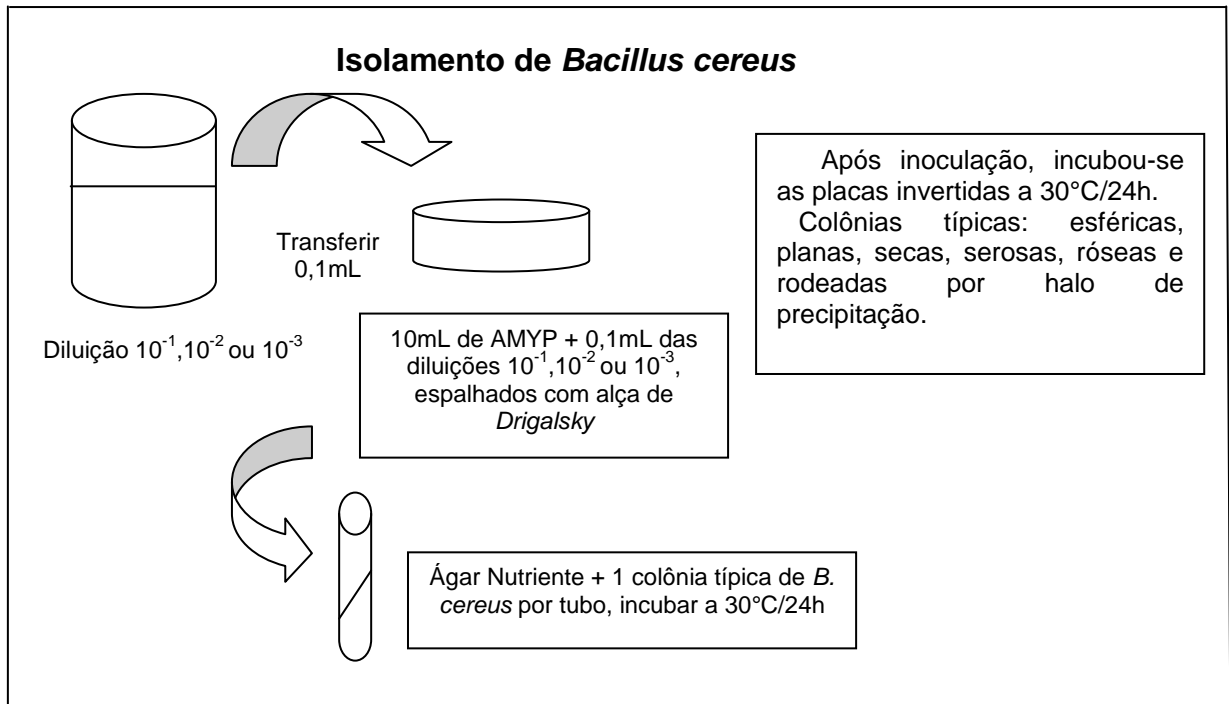 Isolamento de Bacillus cereus
Transferir
0,1mL
Diluição 10⁻¹,10⁻² ou 10⁻³
10mL de AMYP + 0,1mL das
diluições 10⁻¹,10⁻² ou 10⁻³,
espalhados com alça de
Drigalsky
Após inoculação, incubou-se
as placas invertidas a 30°C/24h.
Colônias típicas: esféricas,
planas, secas, serosas, róseas e
rodeadas por halo de
precipitação.
Ágar Nutriente + 1 colônia típica de B.
cereus por tubo, incubar a 30°C/24h